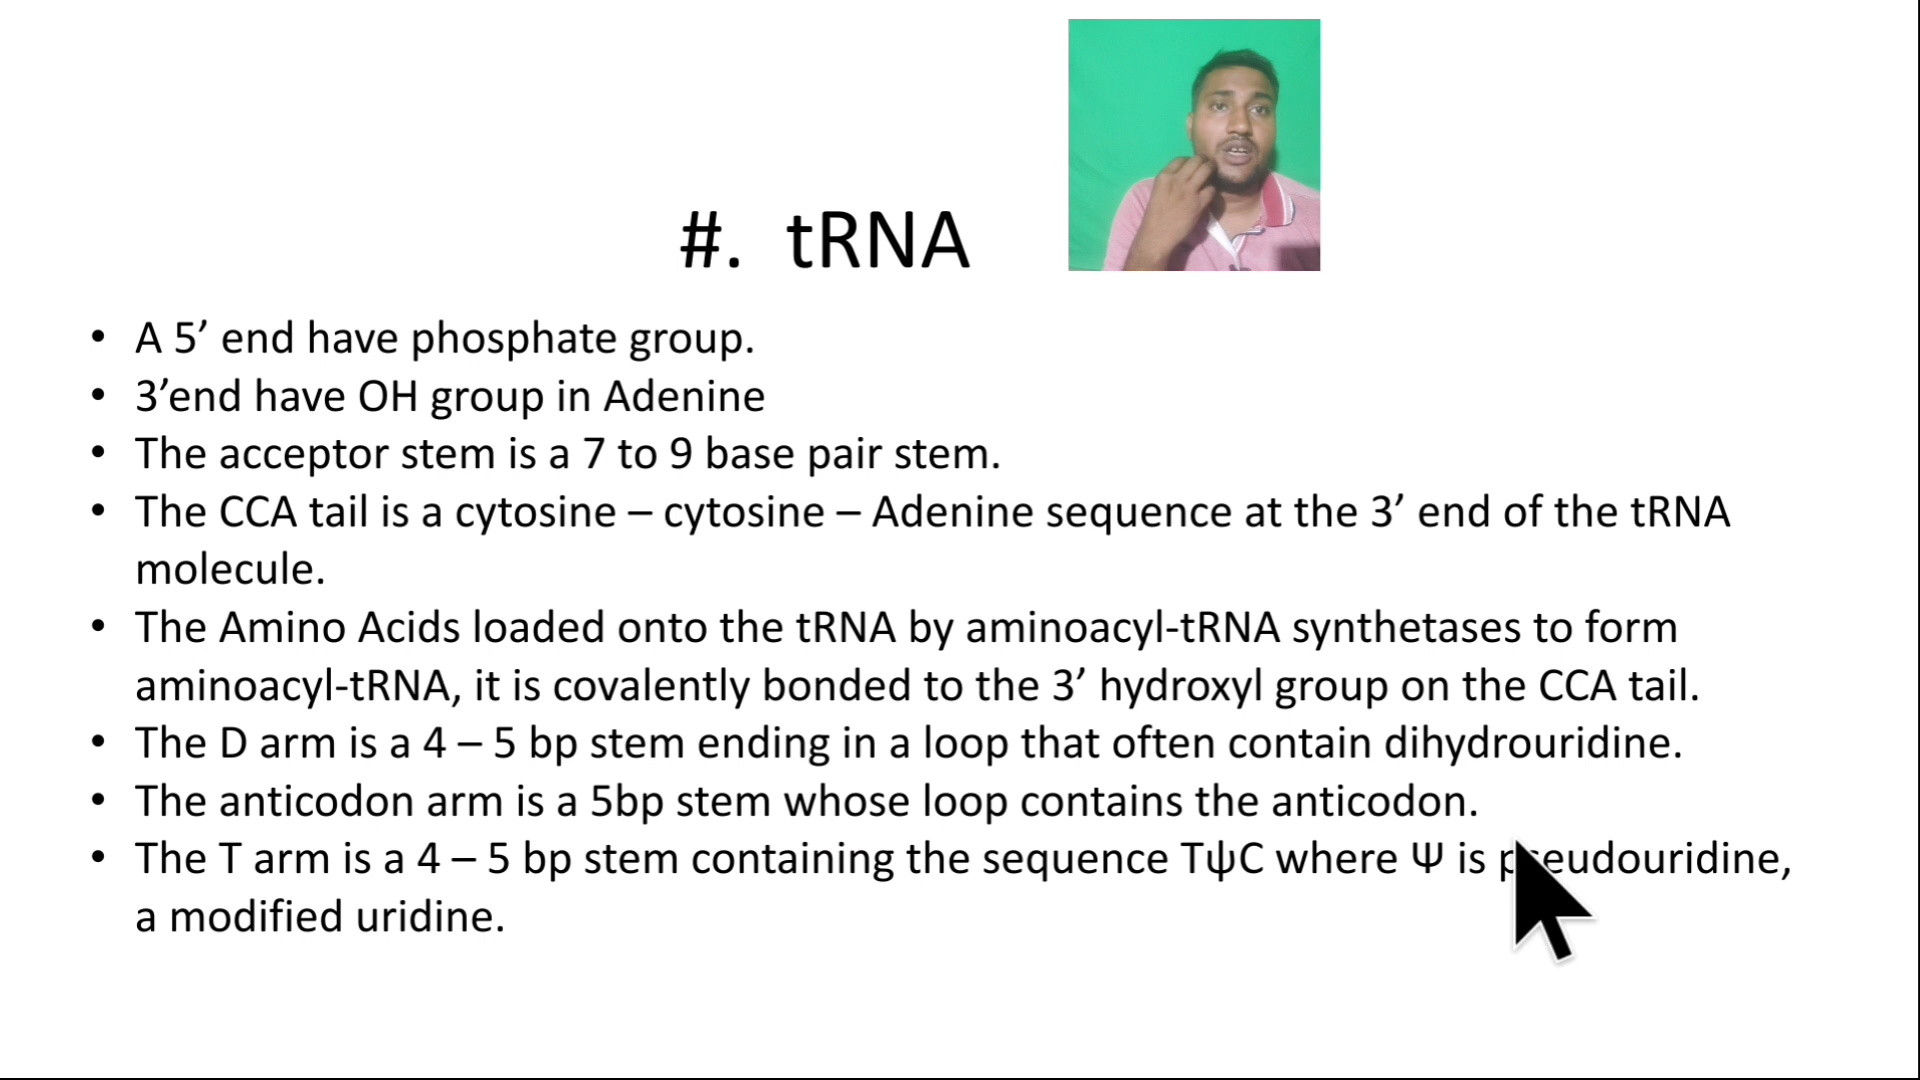 #. tRNA
• A 5’ end have phosphate group.
• 3’end have OH group in Adenine
• The acceptor stem is a 7 to 9 base pair stem.
• The CCA tail is a cytosine – cytosine – Adenine sequence at the 3’ end of the tRNA
molecule.
• The Amino Acids loaded onto the tRNA by aminoacyl-tRNA synthetases to form
aminoacyl-tRNA, it is covalently bonded to the 3’ hydroxyl group on the CCA tail.
• The D arm is a 4 – 5 bp stem ending in a loop that often contain dihydrouridine.
• The anticodon arm is a 5bp stem whose loop contains the anticodon.
• The T arm is a 4 – 5 bp stem containing the sequence TψC where Ψ is pseudouridine,
a modified uridine.